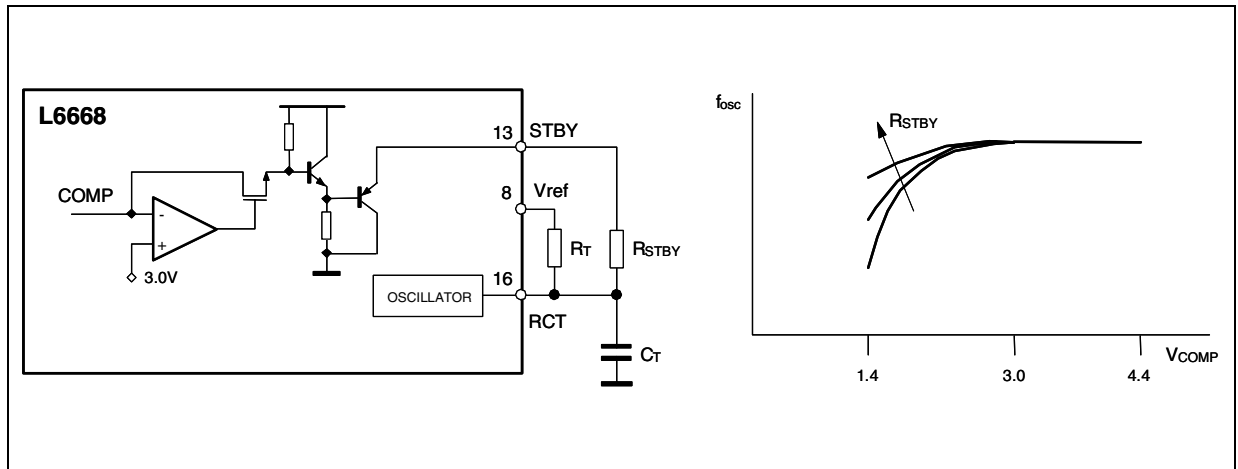 L6668
13 STBY
COMP
8 Vref
-
+
3.0V
RT
RSTBY
16
OSCILLATOR
RCT
CT
fosc
RSTBY
VCOMP
1.4
3.0
4.4